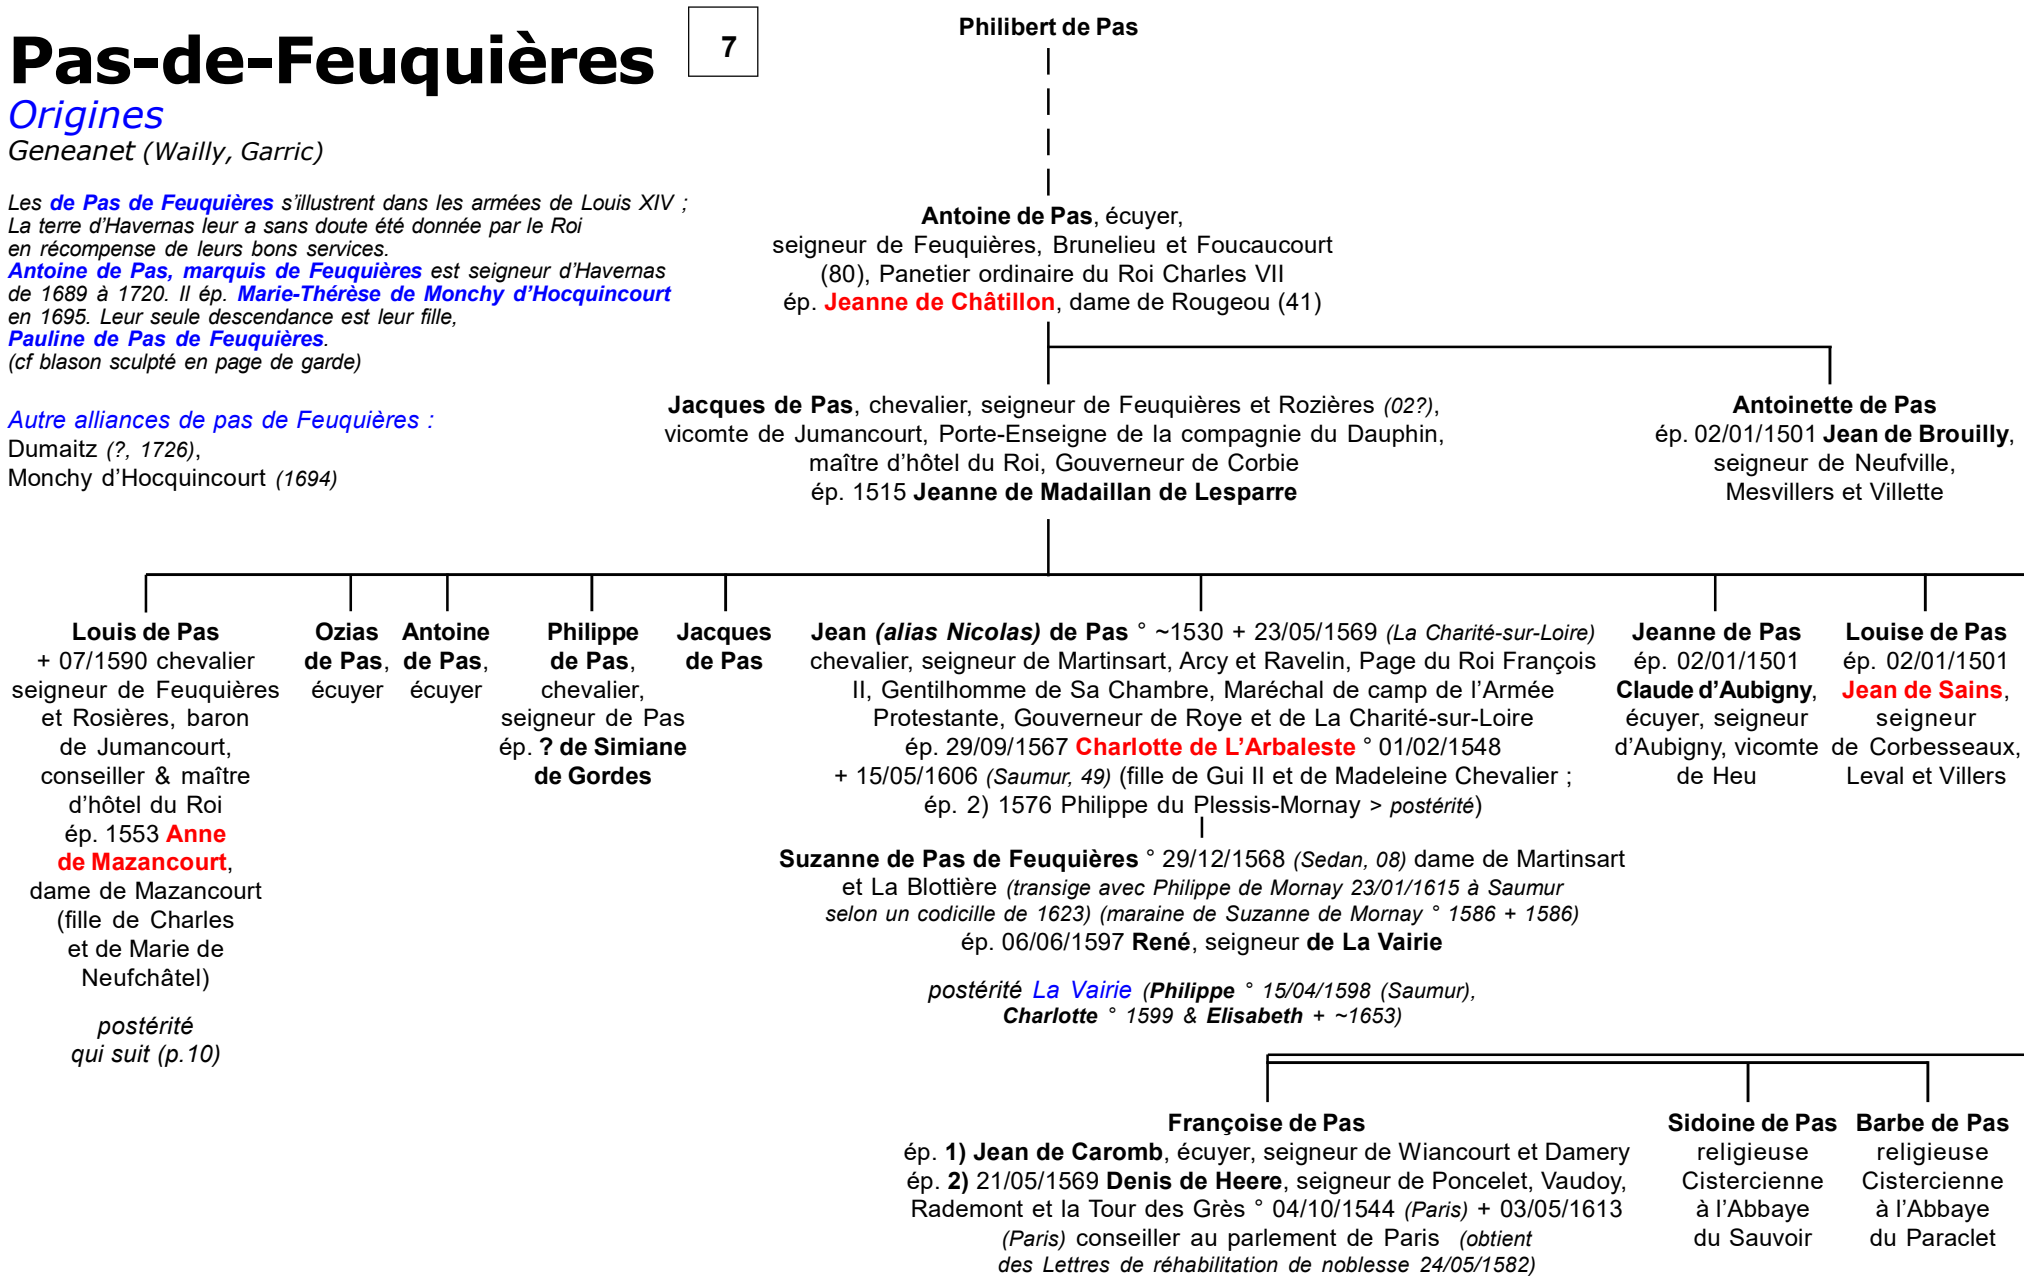 Pas-de-Feuquières
7
Origines
Geneanet (Wailly, Garric)
Les de Pas de Feuquières s'illustrent dans les armées de Louis XIV ;
La terre d'Havernas leur a sans doute été donnée par le Roi
en récompense de leurs bons services.
Antoine de Pas, marquis de Feuquières est seigneur d'Havernas
de 1689 à 1720. Il ép. Marie-Thérèse de Monchy d'Hocquincourt
en 1695. Leur seule descendance est leur fille,
Pauline de Pas de Feuquières.
(cf blason sculpté en page de garde)
Autre alliances de pas de Feuquières :
Dumaitz (?, 1726),
Monchy d'Hocquincourt (1694)
Philibert de Pas
Antoine de Pas, écuyer,
seigneur de Feuquières, Brunelieu et Foucaucourt
(80), Panetier ordinaire du Roi Charles VII
ép. Jeanne de Châtillon, dame de Rougeou (41)
Jacques de Pas, chevalier, seigneur de Feuquières et Rozières (02?),
vicomte de Jumancourt, Porte-Enseigne de la compagnie du Dauphin,
maître d'hôtel du Roi, Gouverneur de Corbie
ép. 1515 Jeanne de Madaillan de Lesparre
Antoinette de Pas
ép. 02/01/1501 Jean de Brouilly,
seigneur de Neufville,
Mesvillers et Villette
Louis de Pas
+ 07/1590 chevalier
seigneur de Feuquières
et Rosières, baron
de Jumancourt,
conseiller & maître
d'hôtel du Roi
ép. 1553 Anne
de Mazancourt,
dame de Mazancourt
(fille de Charles
et de Marie de
Neufchâtel)
postérité
qui suit (p.10)
Ozias
de Pas,
écuyer
Antoine
de Pas,
écuyer
Philippe
de Pas,
chevalier,
seigneur de Pas
ép. ? de Simiane
de Gordes
Jacques
de Pas
Jean (alias Nicolas) de Pas ° ~1530 + 23/05/1569 (La Charité-sur-Loire)
chevalier, seigneur de Martinsart, Arcy et Ravelin, Page du Roi François
II, Gentilhomme de Sa Chambre, Maréchal de camp de l'Armée
Protestante, Gouverneur de Roye et de La Charité-sur-Loire
ép. 29/09/1567 Charlotte de L'Arbaleste ° 01/02/1548
+ 15/05/1606 (Saumur, 49) (fille de Gui II et de Madeleine Chevalier ;
ép. 2) 1576 Philippe du Plessis-Mornay > postérité)
Suzanne de Pas de Feuquières ° 29/12/1568 (Sedan, 08) dame de Martinsart
et La Blottière (transige avec Philippe de Mornay 23/01/1615 à Saumur
selon un codicille de 1623) (maraine de Suzanne de Mornay ° 1586 + 1586)
ép. 06/06/1597 René, seigneur de La Vairie
postérité La Vairie (Philippe ° 15/04/1598 (Saumur),
Charlotte ° 1599 & Elisabeth + ~1653)
Jeanne de Pas
ép. 02/01/1501
Claude d'Aubigny,
écuyer, seigneur
d'Aubigny, vicomte
de Heu
Louise de Pas
ép. 02/01/1501
Jean de Sains,
seigneur
de Corbesseaux,
Leval et Villers
Françoise de Pas
ép. 1) Jean de Caromb, écuyer, seigneur de Wiancourt et Damery
ép. 2) 21/05/1569 Denis de Heere, seigneur de Poncelet, Vaudoy,
Rademont et la Tour des Grès ° 04/10/1544 (Paris) + 03/05/1613
(Paris) conseiller au parlement de Paris (obtient
des Lettres de réhabilitation de noblesse 24/05/1582)
Sidoine de Pas
religieuse
Cistercienne
à l'Abbaye
du Sauvoir
Barbe de Pas
religieuse
Cistercienne
à l'Abbaye
du Paraclet